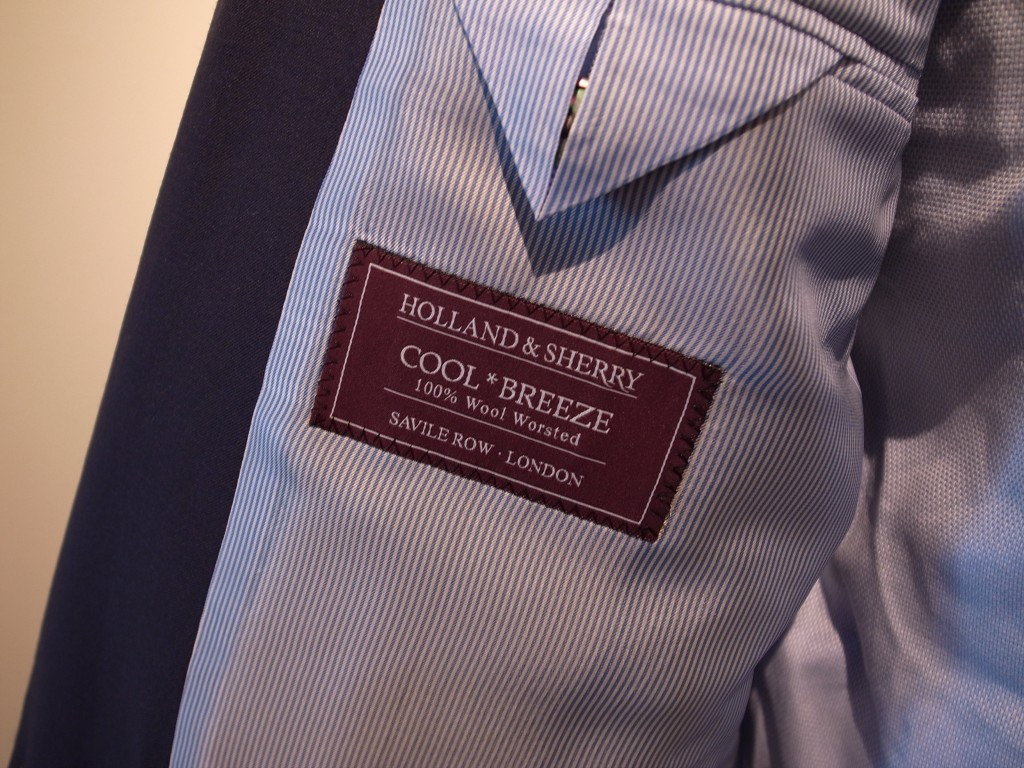 HOLLAND & SHERRY
COOL * BREEZE
100% Wool Worsted
SAVILE ROW · LONDON